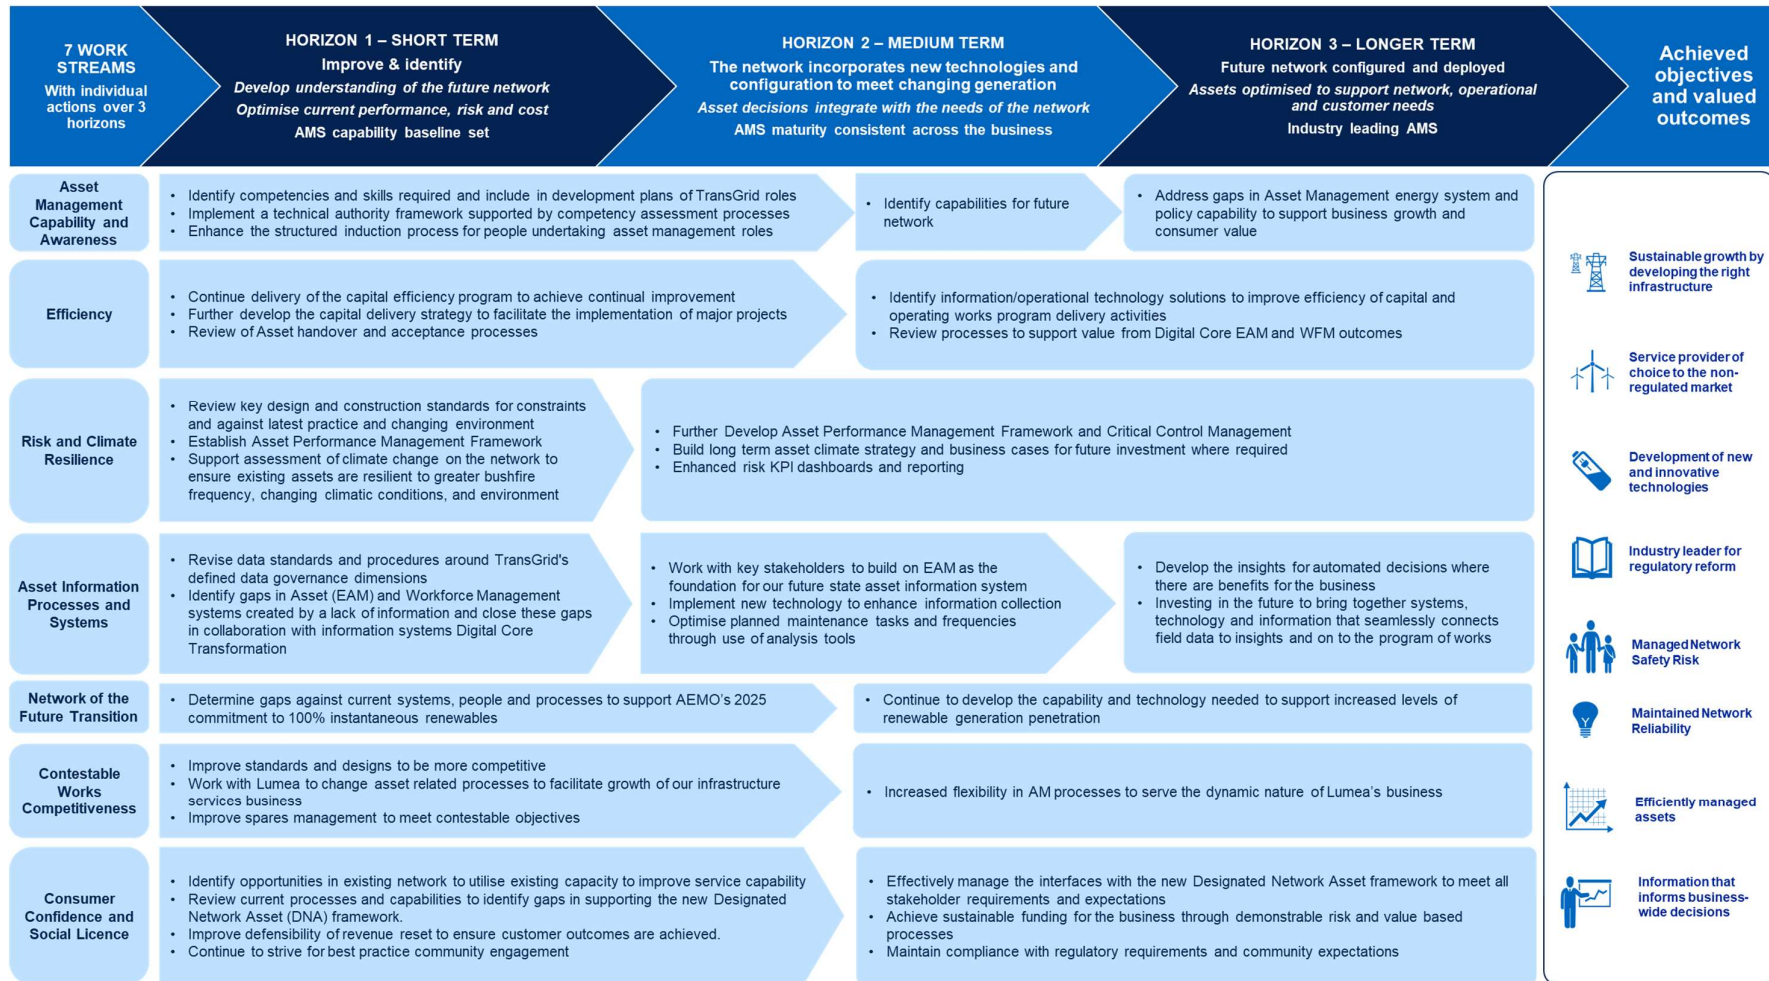 7 WORK
STREAMS
With individual
actions over 3
horizons
HORIZON 1 – SHORT TERM
Improve & identify
Develop understanding of the future network
Optimise current performance, risk and cost
AMS capability baseline set
HORIZON 2 – MEDIUM TERM
The network incorporates new technologies and
configuration to meet changing generation
Asset decisions integrate with the needs of the network
AMS maturity consistent across the business
HORIZON 3 – LONGER TERM
Future network configured and deployed
Assets optimised to support network, operational
and customer needs
Industry leading AMS
Achieved
objectives
and valued
outcomes
Asset
Management
Capability and
Awareness
• Identify competencies and skills required and include in development plans of TransGrid roles
• Implement a technical authority framework supported by competency assessment processes
• Enhance the structured induction process for people undertaking asset management roles
• Identify capabilities for future
network
• Address gaps in Asset Management energy system and
policy capability to support business growth and
consumer value
Efficiency
• Continue delivery of the capital efficiency program to achieve continual improvement
• Further develop the capital delivery strategy to facilitate the implementation of major projects
• Review of Asset handover and acceptance processes
• Identify information/operational technology solutions to improve efficiency of capital and
operating works program delivery activities
• Review processes to support value from Digital Core EAM and WFM outcomes
Risk and Climate
Resilience
• Review key design and construction standards for constraints
and against latest practice and changing environment
• Establish Asset Performance Management Framework
• Support assessment of climate change on the network to
ensure existing assets are resilient to greater bushfire
frequency, changing climatic conditions, and environment
• Further Develop Asset Performance Management Framework and Critical Control Management
• Build long term asset climate strategy and business cases for future investment where required
• Enhanced risk KPI dashboards and reporting
Asset Information
Processes and
Systems
• Revise data standards and procedures around TransGrid's
defined data governance dimensions
• Identify gaps in Asset (EAM) and Workforce Management
systems created by a lack of information and close these gaps
in collaboration with information systems Digital Core
Transformation
• Work with key stakeholders to build on EAM as the
foundation for our future state asset information system
• Implement new technology to enhance information collection
• Optimise planned maintenance tasks and frequencies
through use of analysis tools
• Develop the insights for automated decisions where
there are benefits for the business
• Investing in the future to bring together systems,
technology and information that seamlessly connects
field data to insights and on to the program of works
Network of the
Future Transition
• Determine gaps against current systems, people and processes to support AEMO's 2025
commitment to 100% instantaneous renewables
• Continue to develop the capability and technology needed to support increased levels of
renewable generation penetration
Contestable
Works
Competitiveness
• Improve standards and designs to be more competitive
• Work with Lumea to change asset related processes to facilitate growth of our infrastructure
services business
• Improve spares management to meet contestable objectives
• Increased flexibility in AM processes to serve the dynamic nature of Lumea's business
Consumer
Confidence and
Social Licence
• Identify opportunities in existing network to utilise existing capacity to improve service capability
• Review current processes and capabilities to identify gaps in supporting the new Designated
Network Asset (DNA) framework.
• Improve defensibility of revenue reset to ensure customer outcomes are achieved.
• Continue to strive for best practice community engagement
• Effectively manage the interfaces with the new Designated Network Asset framework to meet all
stakeholder requirements and expectations
• Achieve sustainable funding for the business through demonstrable risk and value based
processes
• Maintain compliance with regulatory requirements and community expectations
Sustainable growth by
developing the right
infrastructure
Service provider of
choice to the non-
regulated market
Development of new
and innovative
technologies
Industry leader for
regulatory reform
Managed Network
Safety Risk
Maintained Network
Reliability
Efficiently managed
assets
Information that
informs business-
wide decisions